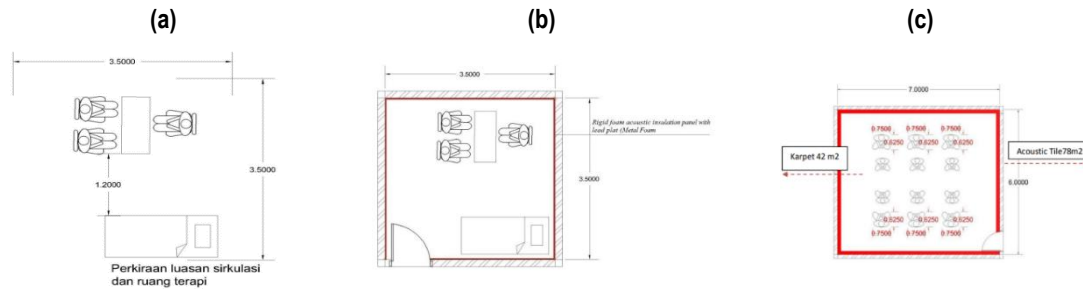 (a)
(b)
(c)
3.5000
3.5000
1.2000
Perkiraan luasan sirkulasi
dan ruang terapi
3.5000
Rigid foam acoustic insulation panel with
lead plat (Metal Foam
3.5000
7.0000
0.7500 0.7500 0.7500
0.6250 0.6250 0.6250
Karpet 42 m2
Acoustic Tile78m2
6.0000
0.6250 0.6250 0.6250
0.7500 0.7500 0.7500